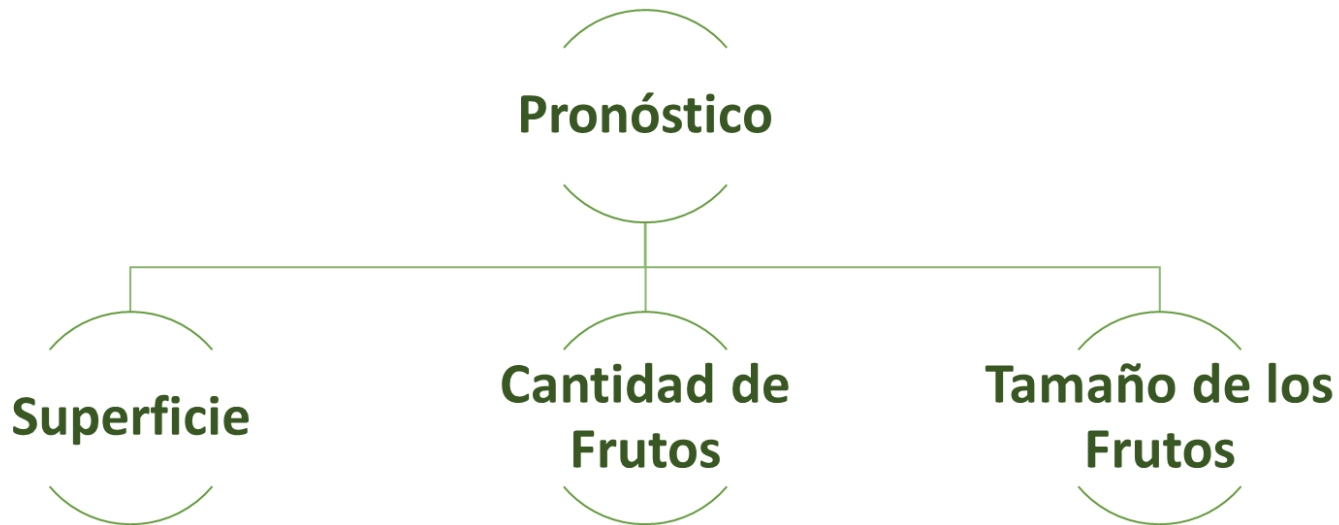 Pronóstico
Superficie
Cantidad de
Frutos
Tamaño de los
Frutos